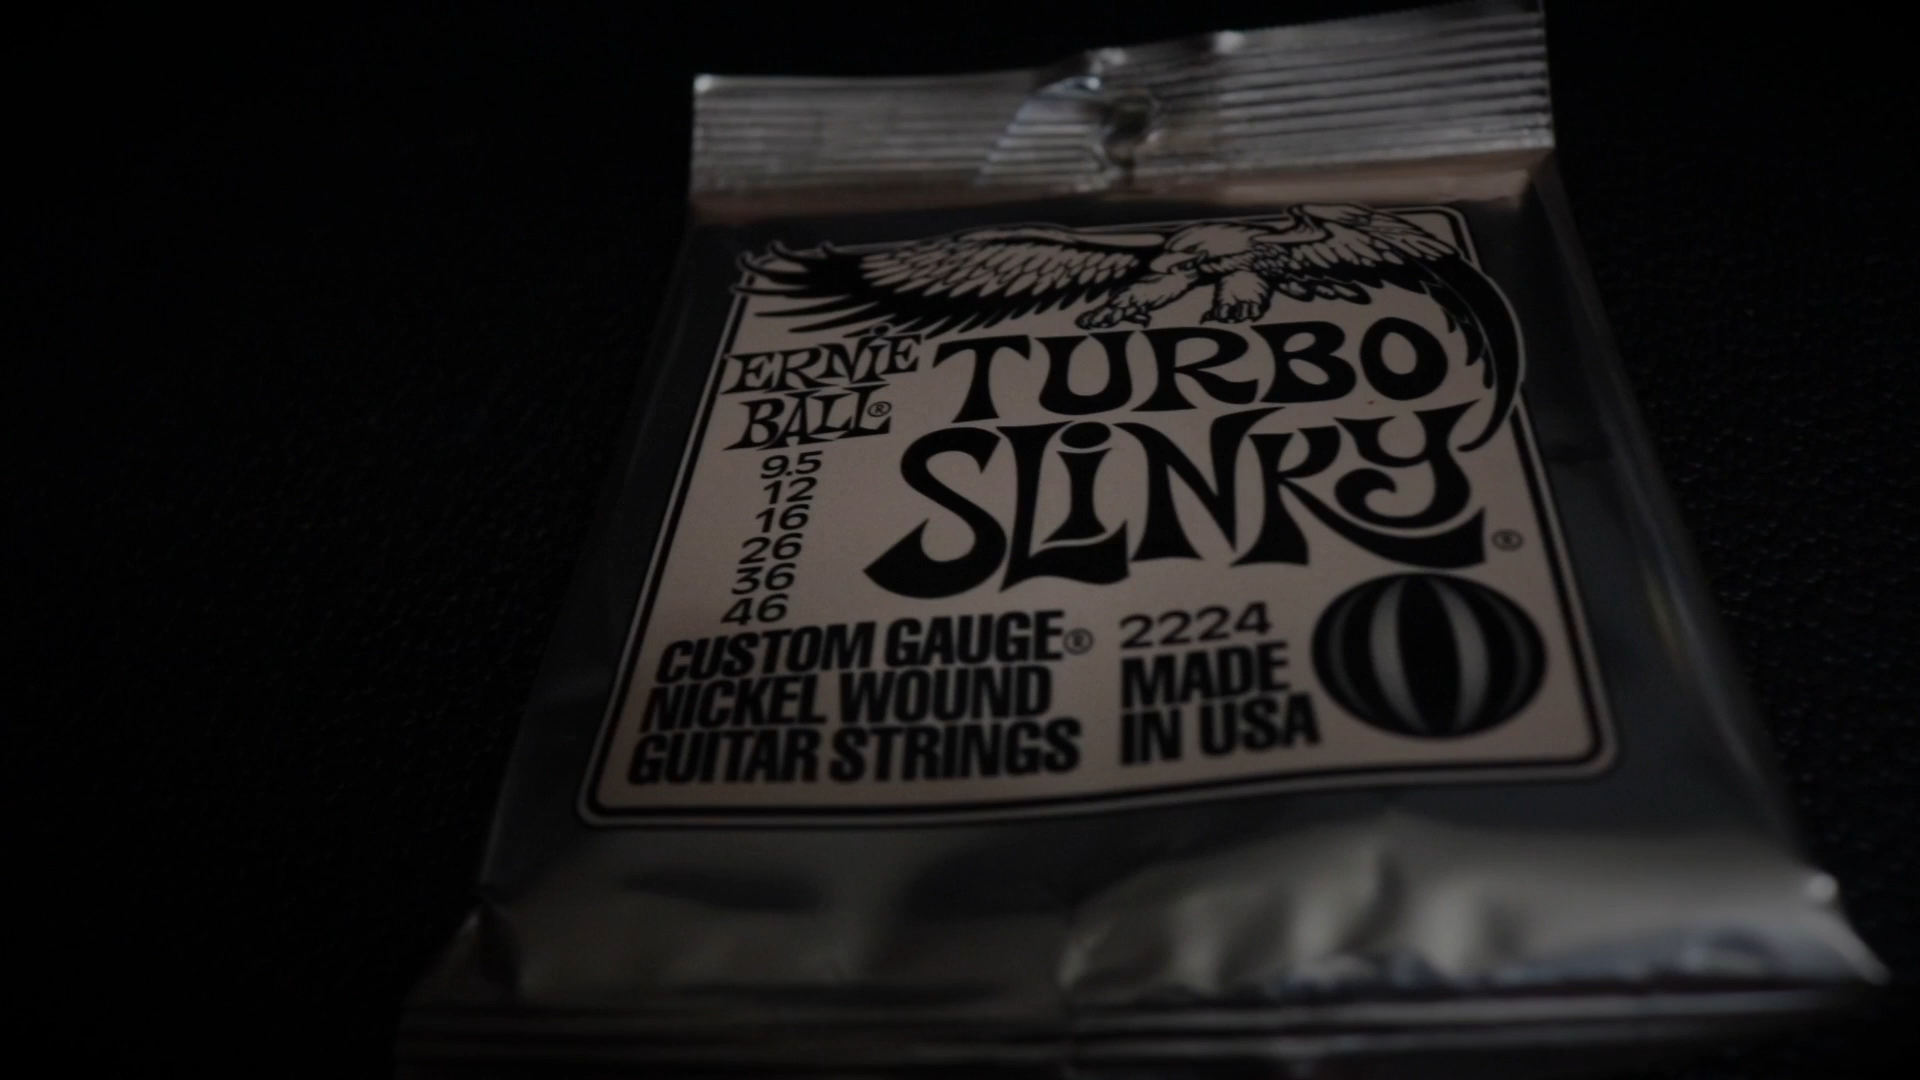 ERNIE
BALL®
TURBO
SLINKY®
9.5
12
16
26
36
46
CUSTOM GAUGE®
NICKEL WOUND
GUITAR STRINGS
2224
MADE
IN USA